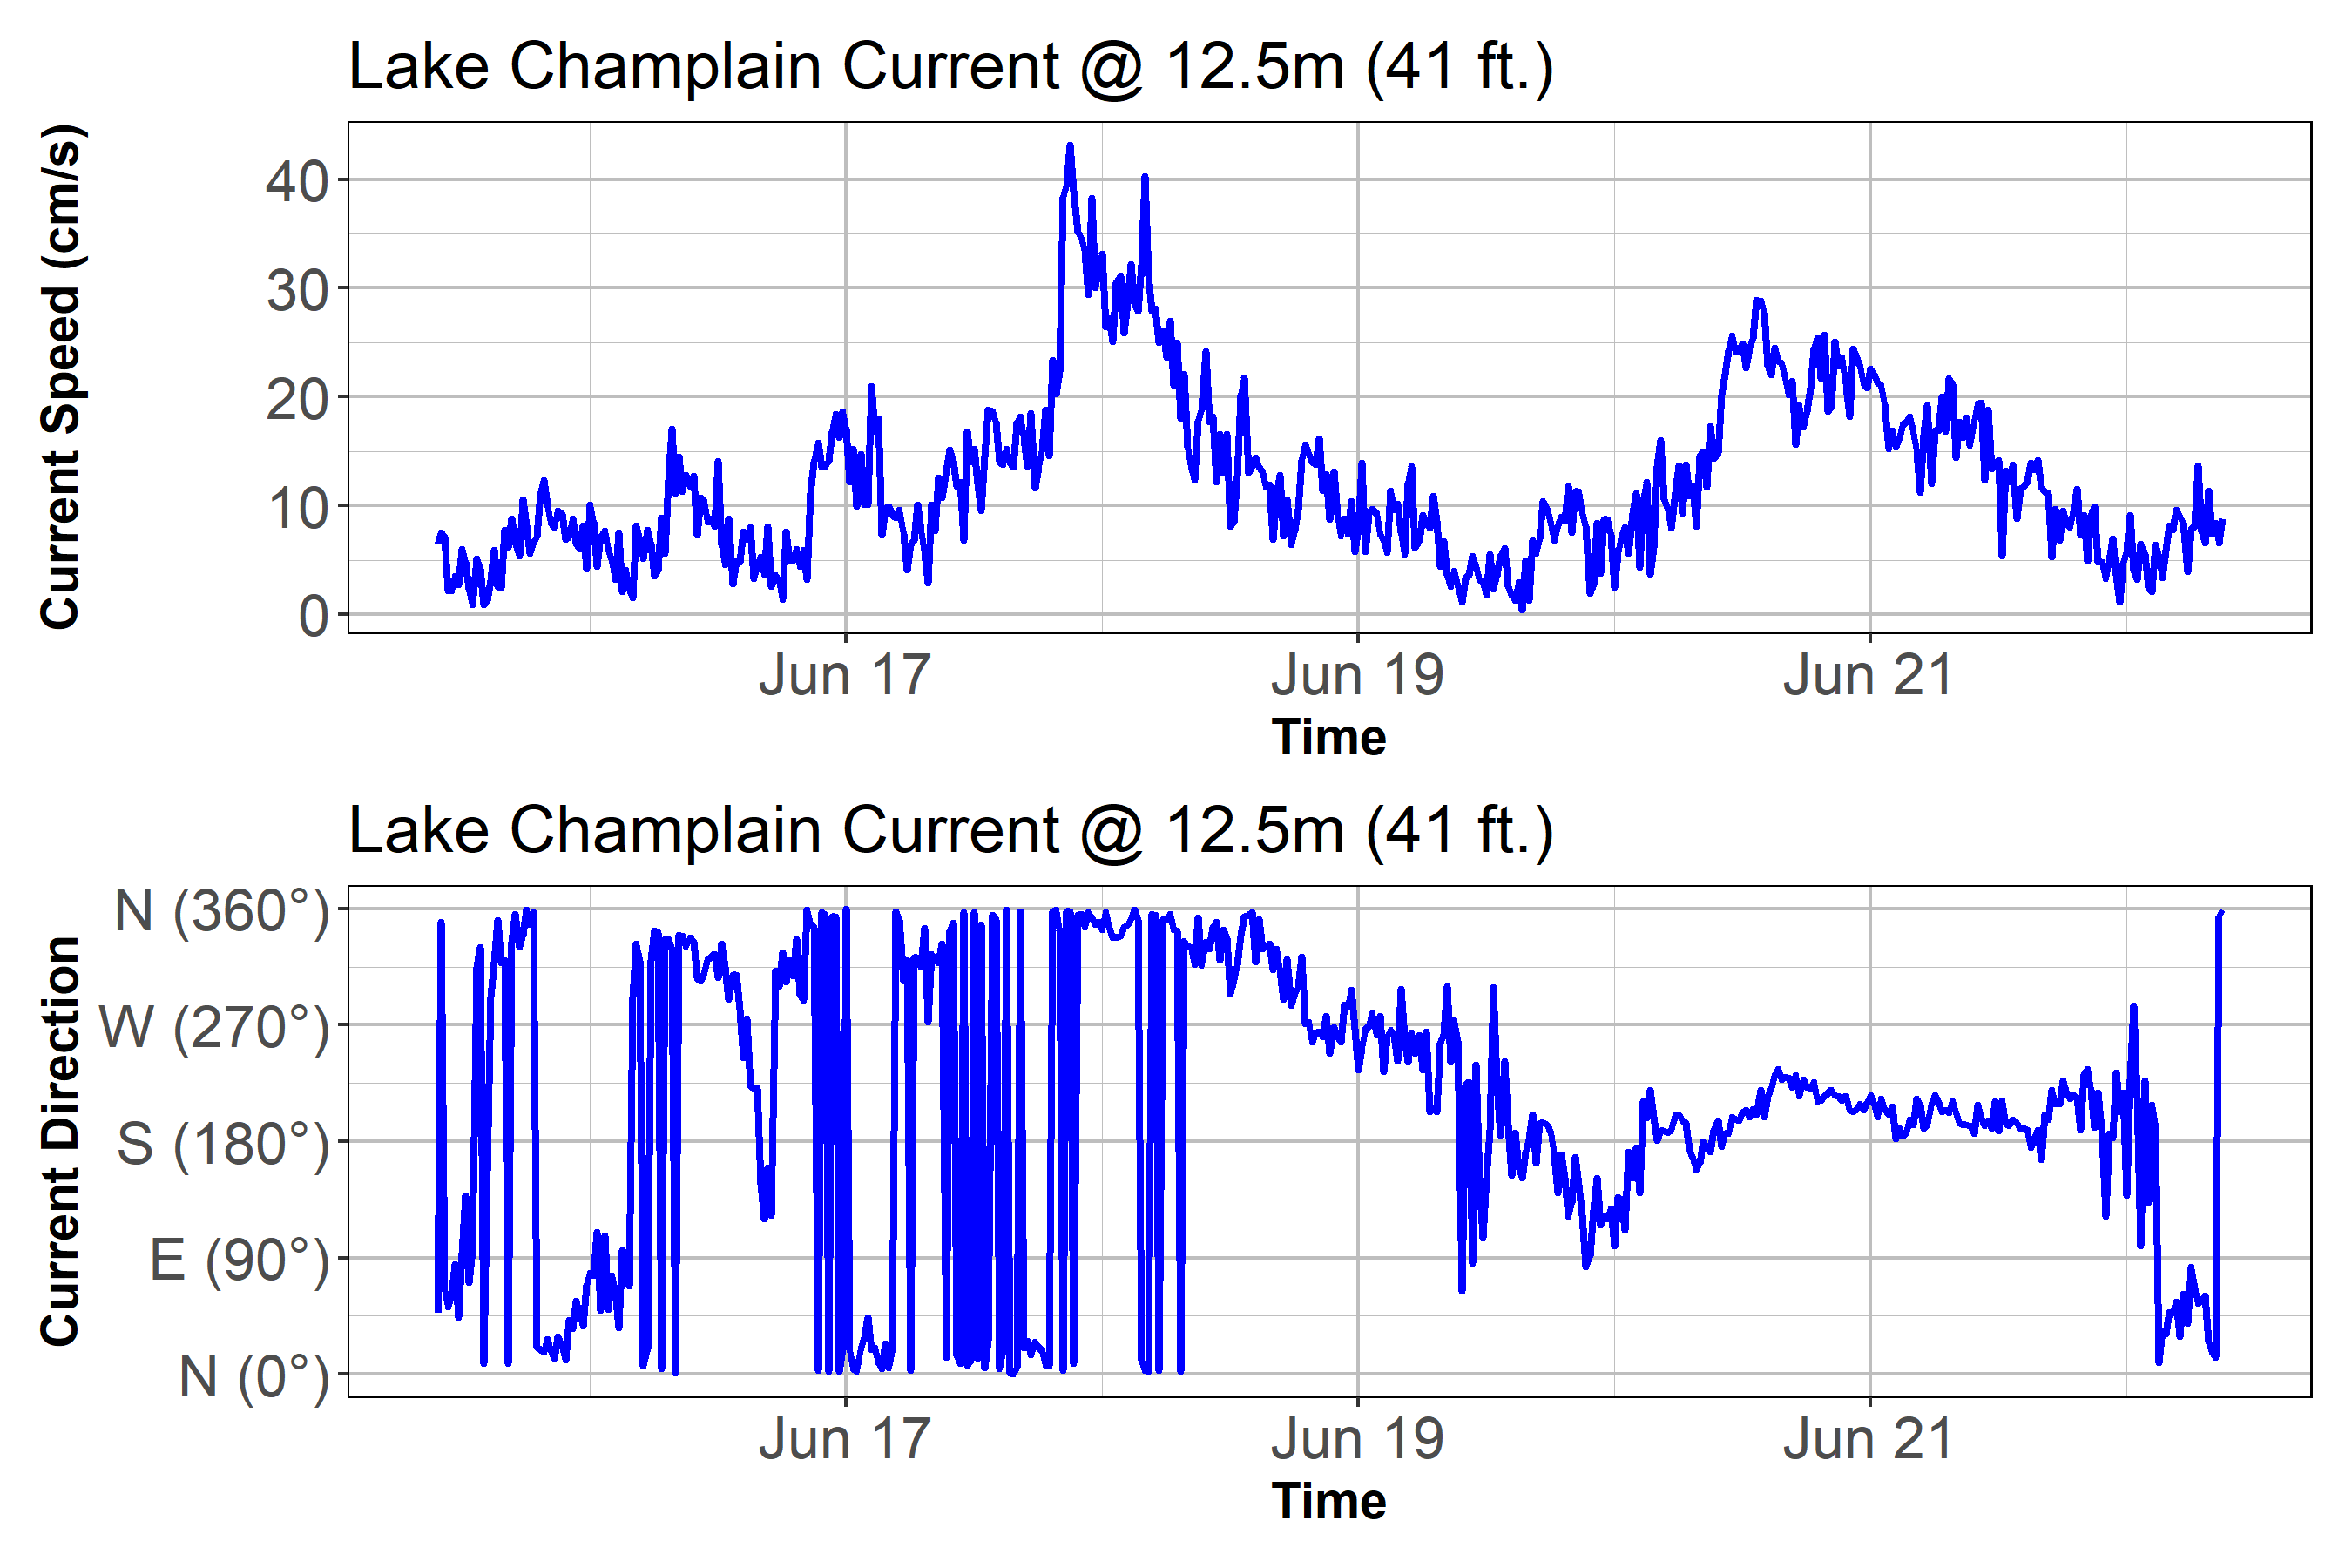 Lake Champlain Current @ 12.5m (41 ft.)
Current Speed (cm/s)
40
30
20
10
0
Jun 17 Jun 19 Jun 21
Time
Lake Champlain Current @ 12.5m (41 ft.)
Current Direction
N (360°)
W (270°)
S (180°)
E (90°)
N (0°)
Jun 17 Jun 19 Jun 21
Time